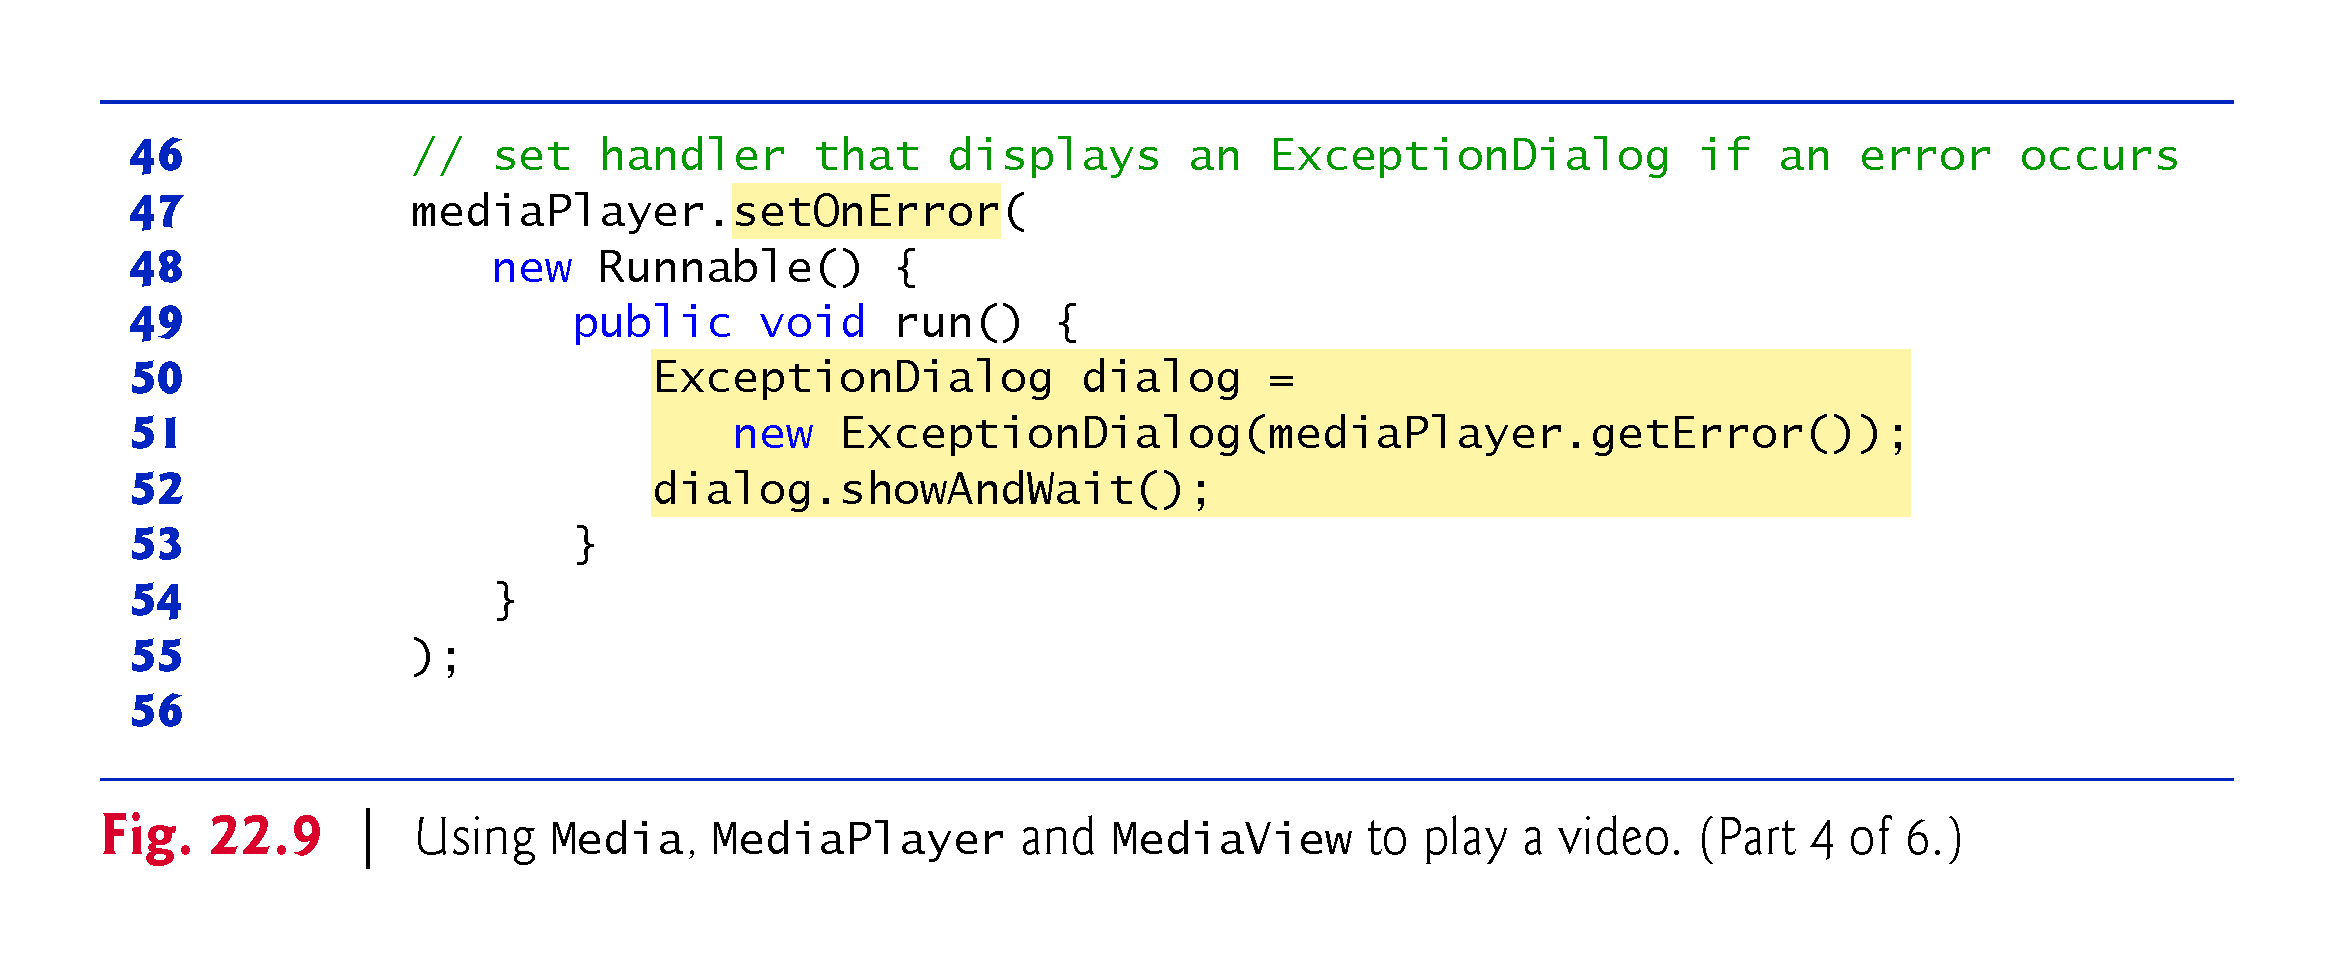 46 // set handler that displays an ExceptionDialog if an error occurs
47 mediaPlayer.setOnError(
48    new Runnable() {
49       public void run() {
50          ExceptionDialog dialog =
51             new ExceptionDialog(mediaPlayer.getError());
52          dialog.showAndWait();
53       }
54    }
55 );
56
Fig. 22.9 | Using Media, MediaPlayer and MediaView to play a video. (Part 4 of 6.)